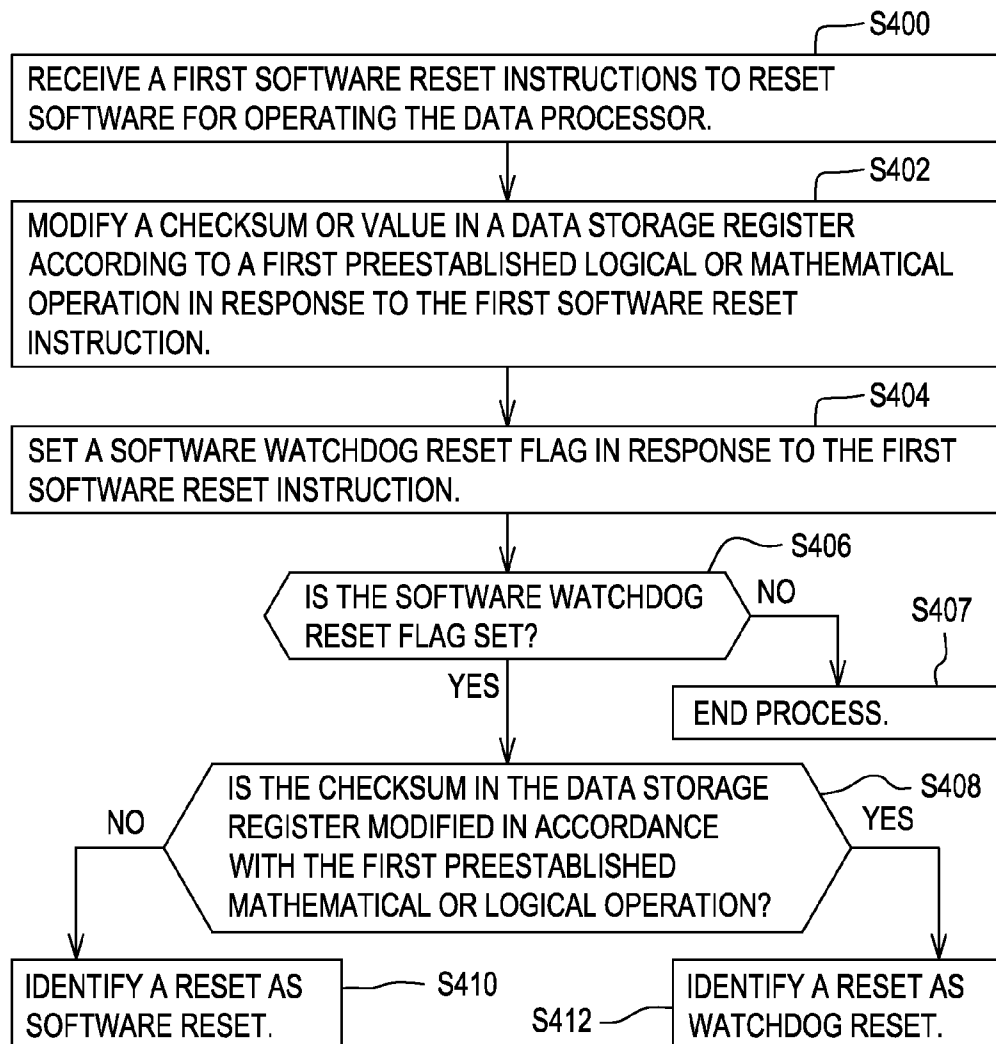 S400
RECEIVE A FIRST SOFTWARE RESET INSTRUCTIONS TO RESET
SOFTWARE FOR OPERATING THE DATA PROCESSOR.
S402
MODIFY A CHECKSUM OR VALUE IN A DATA STORAGE REGISTER
ACCORDING TO A FIRST PREESTABLISHED LOGICAL OR MATHEMATICAL
OPERATION IN RESPONSE TO THE FIRST SOFTWARE RESET
INSTRUCTION.
S404
SET A SOFTWARE WATCHDOG RESET FLAG IN RESPONSE TO THE FIRST
SOFTWARE RESET INSTRUCTION.
S406
IS THE SOFTWARE WATCHDOG
RESET FLAG SET?
NO
S407
YES
END PROCESS.
IS THE CHECKSUM IN THE DATA STORAGE
REGISTER MODIFIED IN ACCORDANCE
WITH THE FIRST PREESTABLISHED
MATHEMATICAL OR LOGICAL OPERATION?
S408
NO
YES
IDENTIFY A RESET AS
SOFTWARE RESET.
S410
S412
IDENTIFY A RESET AS
WATCHDOG RESET.